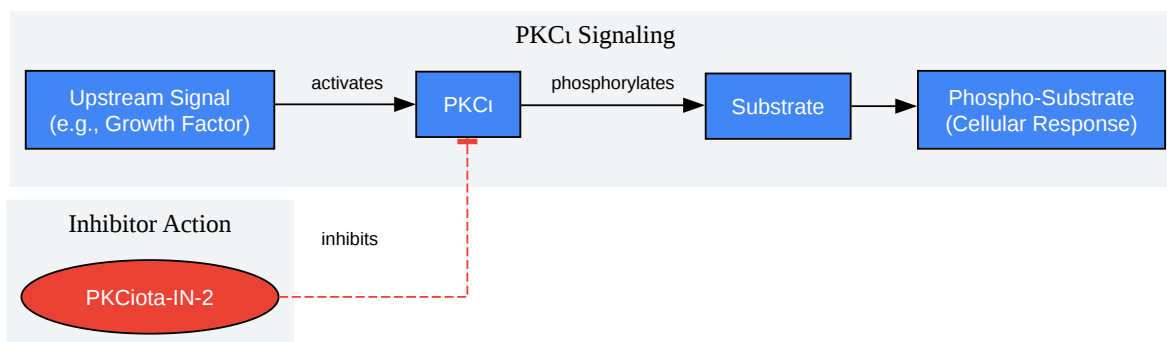 PKCι Signaling
Upstream Signal
(e.g., Growth Factor)
activates
PKCι
phosphorylates
Substrate
Phospho-Substrate
(Cellular Response)
Inhibitor Action
inhibits
PKCiota-IN-2